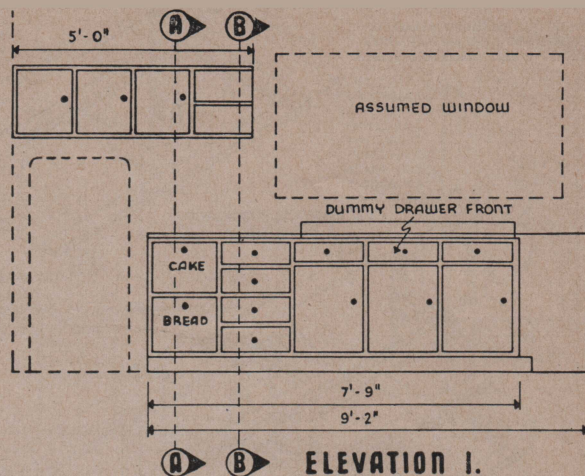 A B
5'-0"
ASSUMED WINDOW
DUMMY DRAWER FRONT
CAKE
BREAD
7'-9"
9'-2"
A B ELEVATION 1.